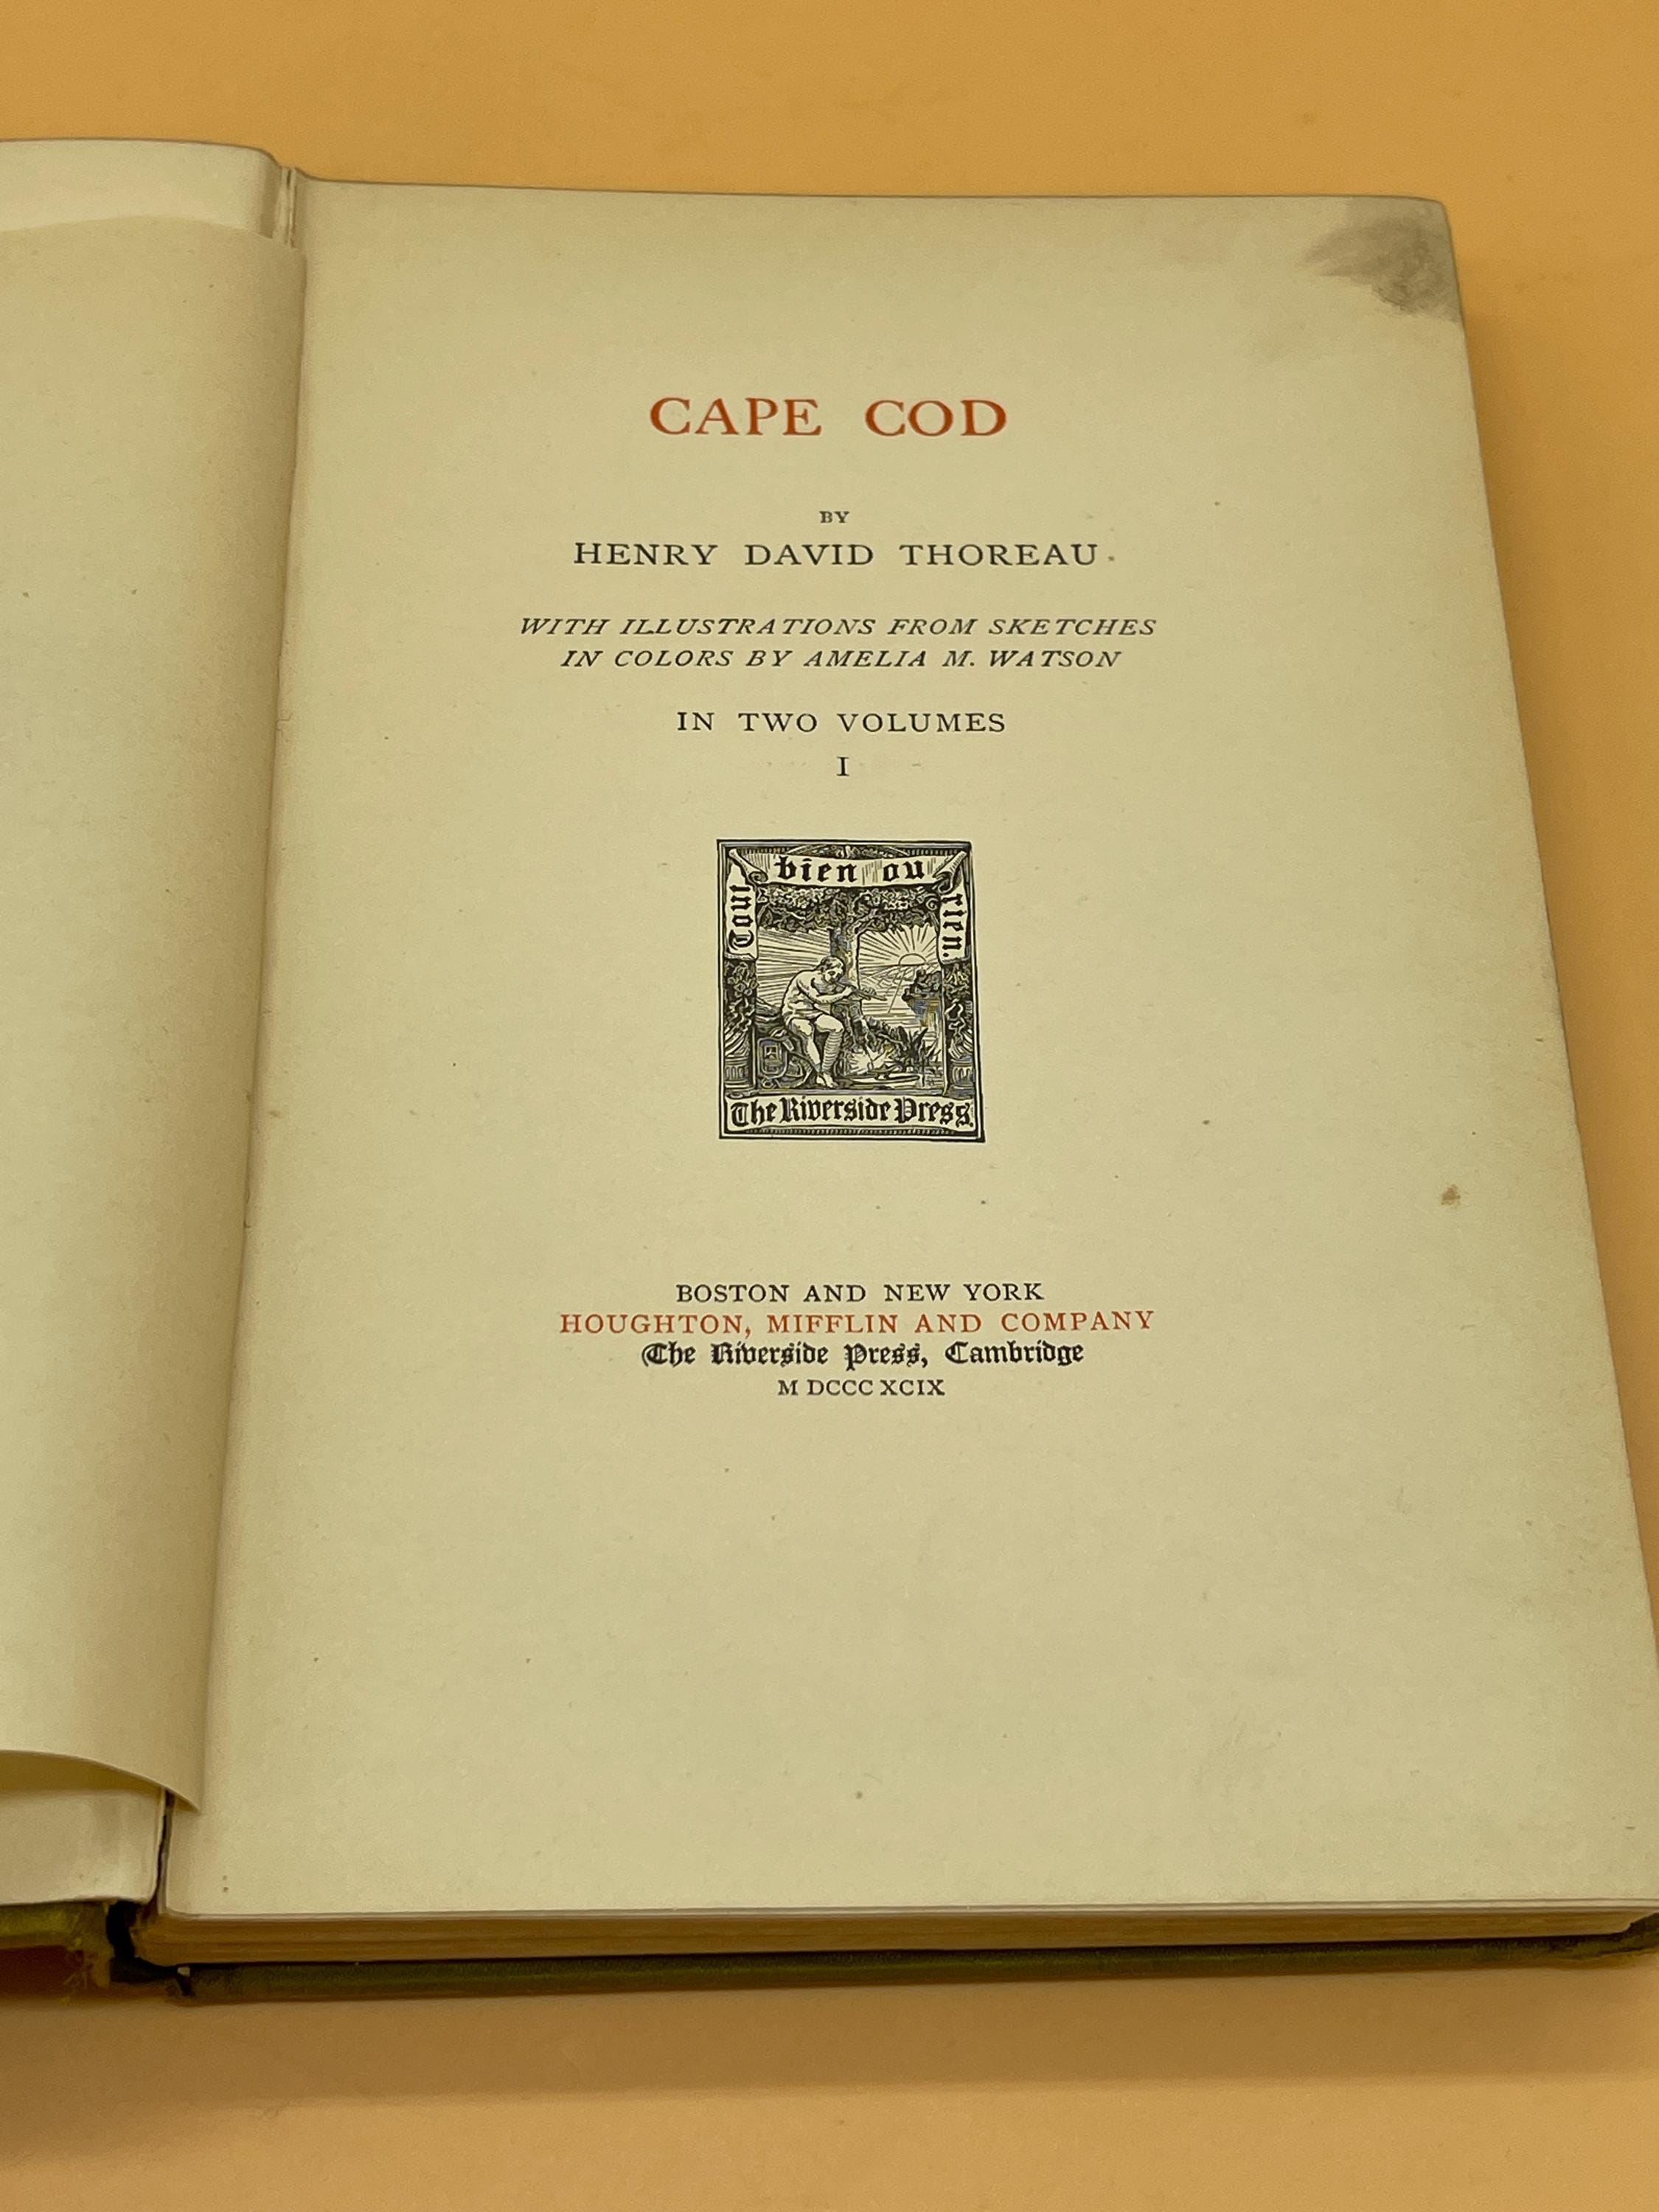 CAPE COD
BY
HENRY DAVID THOREAU
WITH ILLUSTRATIONS FROM SKETCHES
IN COLORS BY AMELIA M. WATSON
IN TWO VOLUMES
I
Tout bien ou rien.
The Riverside Press.
BOSTON AND NEW YORK
HOUGHTON, MIFFLIN AND COMPANY
The Riverside Press, Cambridge
M DCCC XCIX